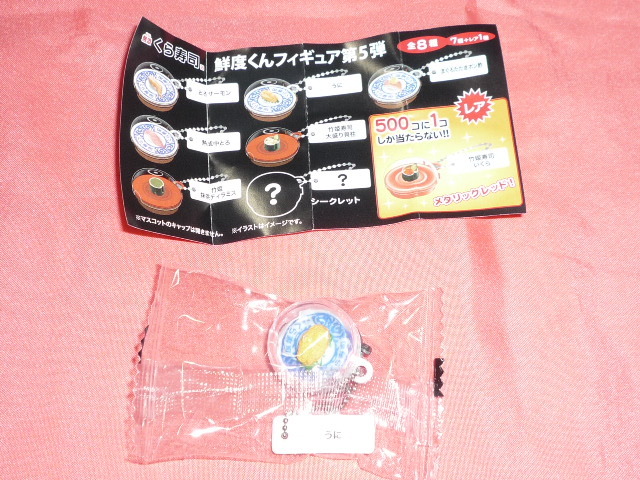 くら寿司
鮮度くんフィギュア第5弾
全8種
7種+レア1種
とろサーモン
うに
熟成中とろ
竹姫寿司
大盛り貝柱
竹姫
抹茶ティラミス
?
?
シークレット
レア
500コに1コ
しか当たらない!!
竹姫寿司
いくら
メタリックレッド!
※マスコットのキャップは開きません。
※イラストはイメージです。
うに